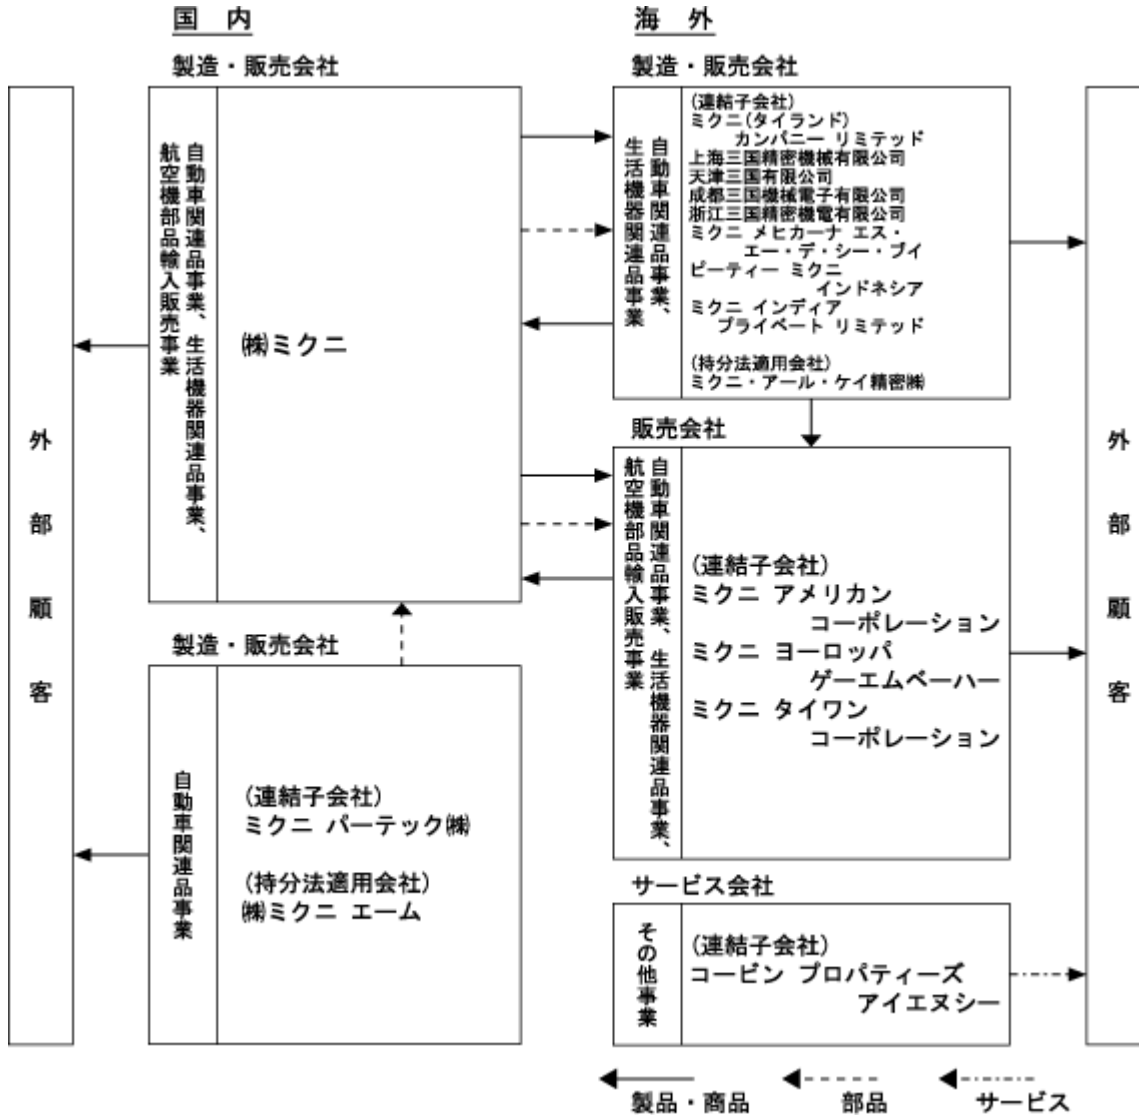 国 内
製造・販売会社
自動車関連品事業、生活機器関連品事業、
航空機部品輸入販売事業
㈱ミクニ
製造・販売会社
自動車関連品事業
(連結子会社)
ミクニ パーテック㈱
(持分法適用会社)
㈱ミクニ エーム
外部顧客
海 外
製造・販売会社
自動車関連品事業、
生活機器関連品事業
(連結子会社)
ミクニ(タイランド)
カンパニー リミテッド
上海三国精密機械有限公司
天津三国有限公司
成都三国機械電子有限公司
浙江三国精密機電有限公司
ミクニ メヒカーナ エス・
エー・デ・シー・ブイ
ピーティー ミクニ
インドネシア
ミクニ インディア
プライベート リミテッド
(持分法適用会社)
ミクニ・アール・ケイ精密㈱
販売会社
自動車関連品事業、生活機器関連品事業、
航空機部品輸入販売事業
(連結子会社)
ミクニ アメリカン
コーポレーション
ミクニ ヨーロッパ
ゲーエムベーハー
ミクニ タイワン
コーポレーション
サービス会社
その他事業
(連結子会社)
コービン プロパティーズ
アイエヌシー
外部顧客
製品・商品
部品
サービス